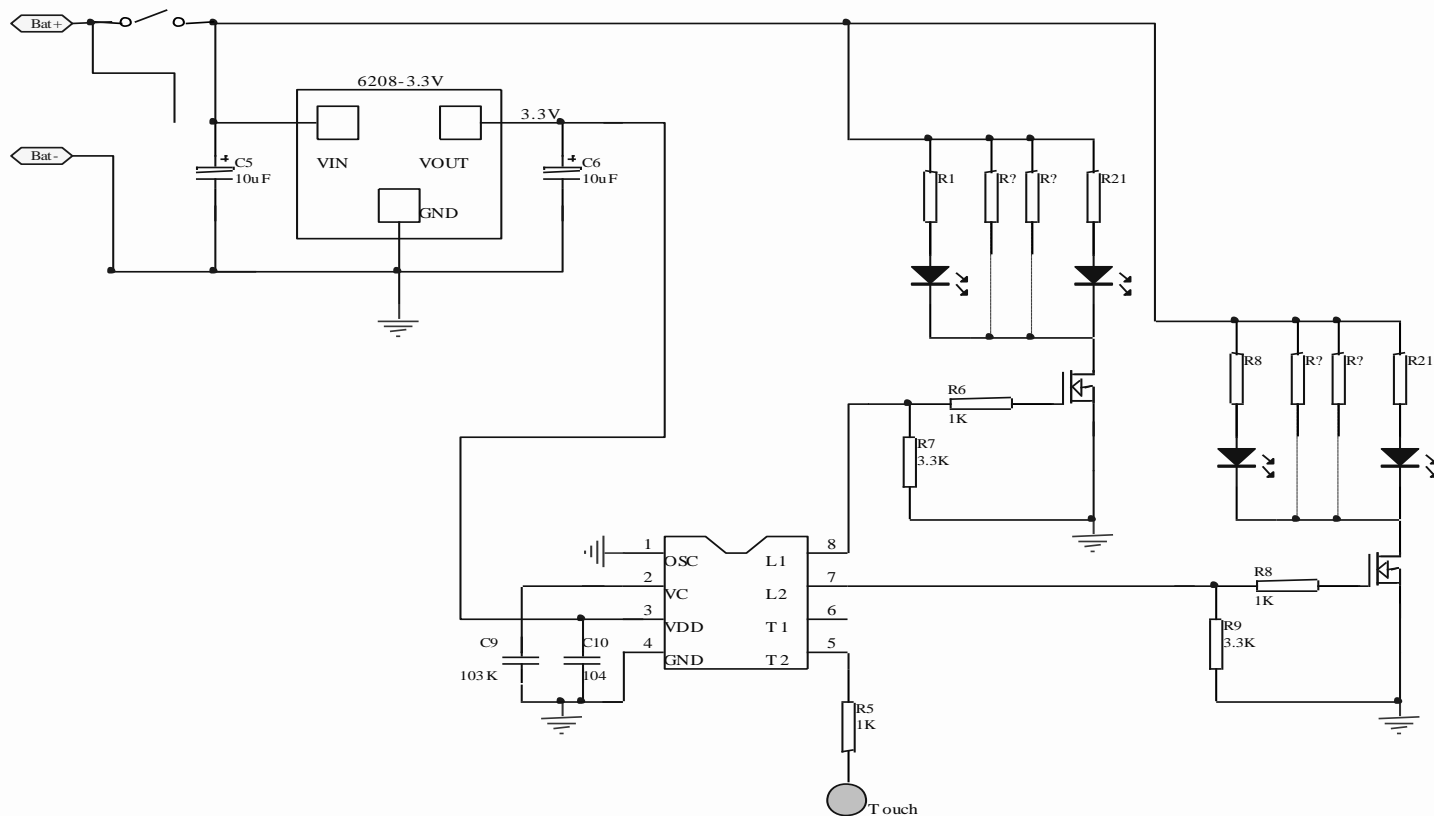 Bat+
6208-3.3V
3.3V
VIN
VOUT
GND
C5
10uF
C6
10uF
Bat-
R1
R?
R?
R21
R8
R?
R?
R21
R6
1K
R7
3.3K
1
OSC
L1
8
2
VC
L2
7
3
VDD
T1
6
4
GND
T2
5
C9
103K
C10
104
R8
1K
R9
3.3K
R5
1K
Touch